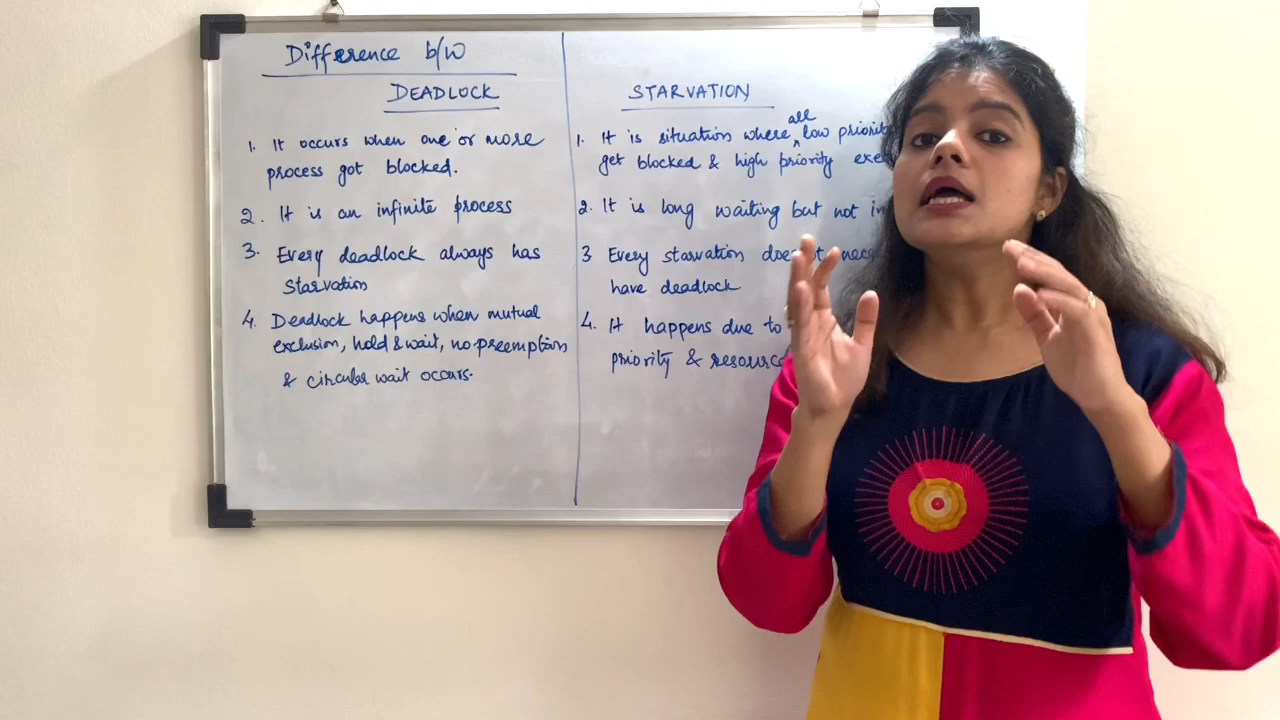 Difference b/w
DEADLOCK
1. It occurs when one or more
process got blocked.
2. It is an infinite process
3. Every deadlock always has
starvation
4. Deadlock happens when mutual
exclusion, hold & wait, no preemption
& circular wait occurs.
STARVATION
1. It is situation where all low
get blocked & high priority
2. It is long waiting but not
3 Every starvation
have deadlock
4. It happens due to
priority &